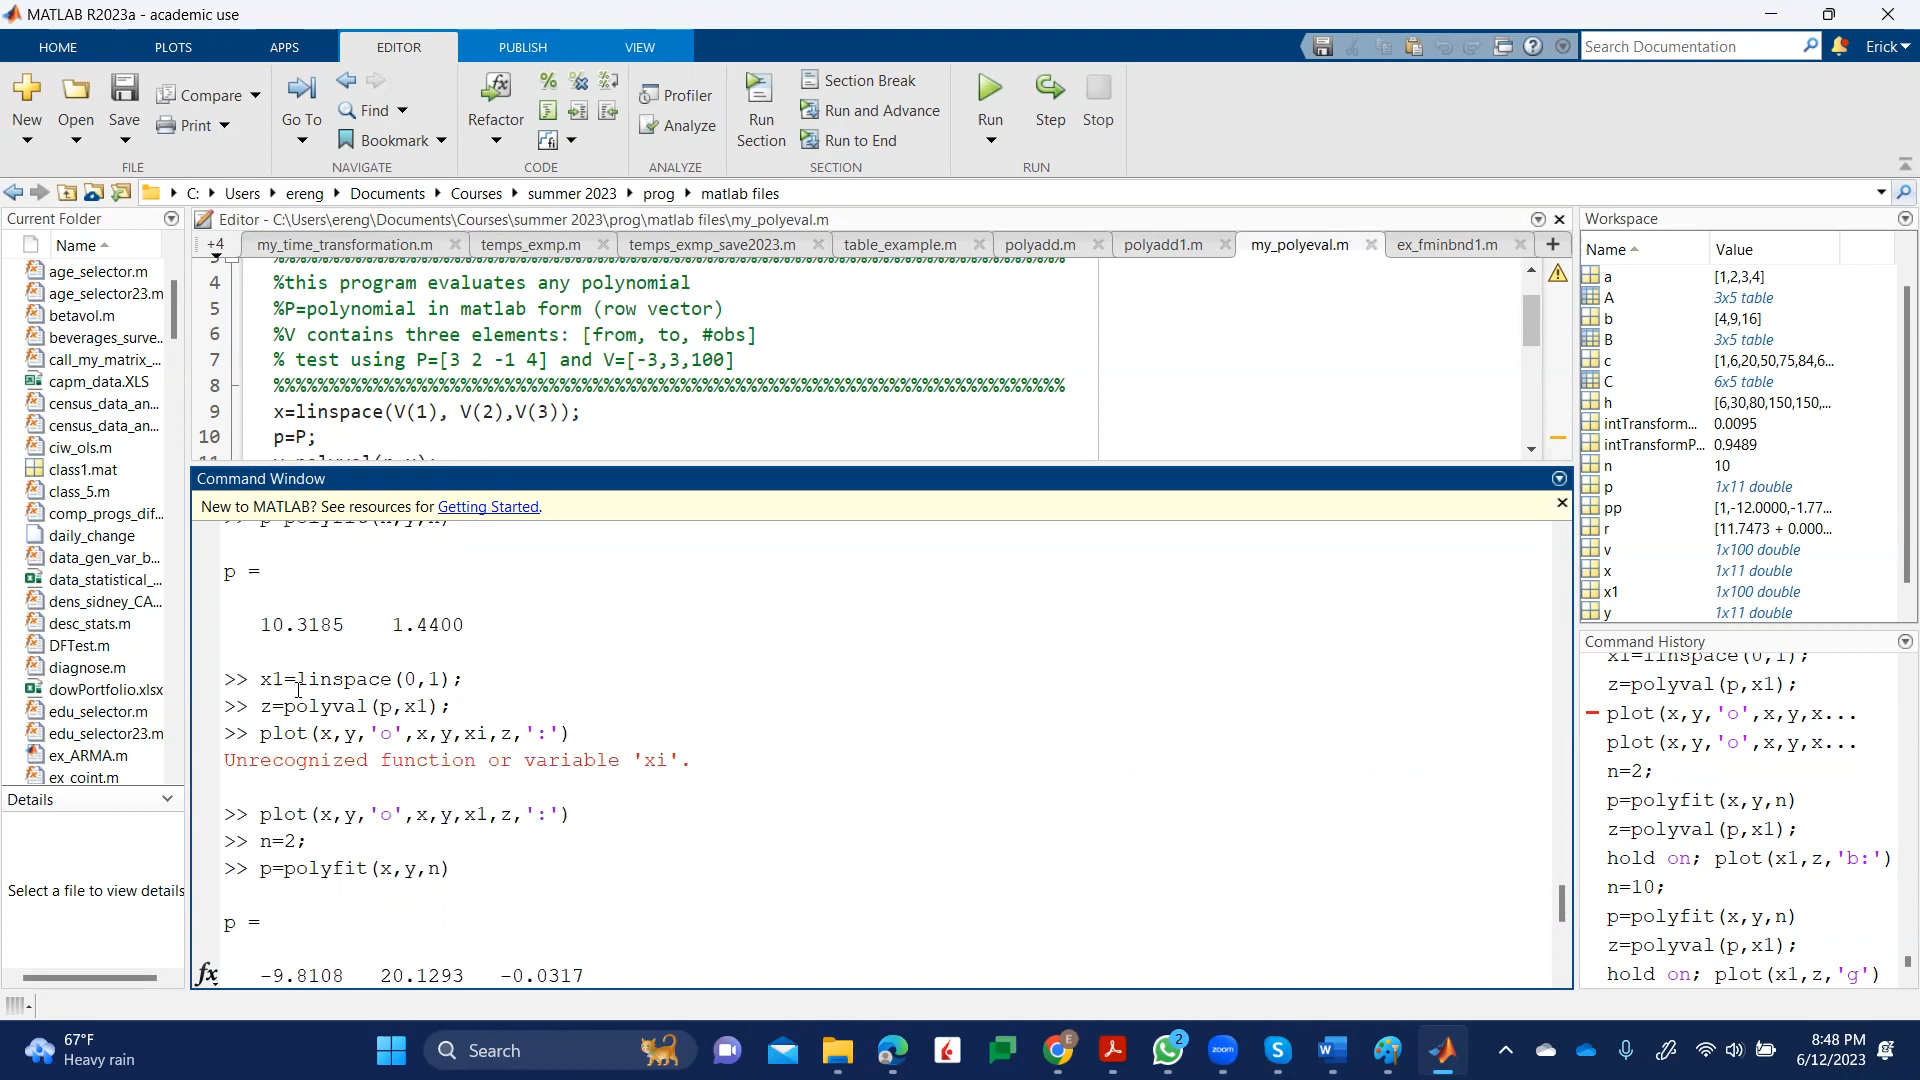 MATLAB R2023a - academic use
HOME PLOTS APPS EDITOR PUBLISH VIEW
Search Documentation Erick
New Open Save Compare Print
FILE
Go To Find Bookmark
NAVIGATE
Refactor
CODE
Profiler Analyze
ANALYZE
Run Section Section Break Run and Advance Run to End
SECTION
Run Step Stop
RUN
C: Users ereng Documents Courses summer 2023 prog matlab files
Current Folder
Name
age_selector.m
age_selector23.m
betavol.m
beverages_surve...
call_my_matrix_...
capm_data.XLS
census_data_an...
census_data_an...
ciw_ols.m
class1.mat
class_5.m
comp_progs_dif...
daily_change
data_gen_var_b...
data_statistical_...
dens_sidney_CA...
desc_stats.m
DFTest.m
diagnose.m
dowPortfolio.xlsx
edu_selector.m
edu_selector23.m
ex_ARMA.m
ex_coint.m
Details
Select a file to view details
Editor - C:\Users\ereng\Documents\Courses\summer 2023\prog\matlab files\my_polyeval.m
+4 my_time_transformation.m temps_exmp.m temps_exmp_save2023.m table_example.m polyadd.m polyadd1.m my_polyeval.m ex_fminbnd1.m
4 %this program evaluates any polynomial
5 %P=polynomial in matlab form (row vector)
6 %V contains three elements: [from, to, #obs]
7 % test using P=[3 2 -1 4] and V=[-3,3,100]
8 %%%%%%%%%%%%%%%%%%%%%%%%%%%%%%%%%%%%%%%%%%%%%%%%%%%%%%%%%%%%%%%%%%%%%%%%%%
9 x=linspace(V(1), V(2),V(3));
10 p=P;
Command Window
New to MATLAB? See resources for Getting Started.
>> p=polyfit(x,y,n)
p =
10.3185 1.4400
>> x1=linspace(0,1);
>> z=polyval(p,x1);
>> plot(x,y,'o',x,y,xi,z,':')
Unrecognized function or variable 'xi'.
>> plot(x,y,'o',x,y,x1,z,':')
>> n=2;
>> p=polyfit(x,y,n)
p =
fx -9.8108 20.1293 -0.0317
Workspace
Name Value
a [1,2,3,4]
A 3x5 table
b [4,9,16]
B 3x5 table
c [1,6,20,50,75,84,6...
C 6x5 table
h [6,30,80,150,150,...
intTransform... 0.0095
intTransformP... 0.9489
n 10
p 1x11 double
pp [1,-12.0000,-1.77...
r [11.7473 + 0.000...
v 1x100 double
x 1x11 double
x1 1x100 double
y 1x11 double
Command History
x1=linspace(0,1);
z=polyval(p,x1);
plot(x,y,'o',x,y,x...
plot(x,y,'o',x,y,x...
n=2;
p=polyfit(x,y,n)
z=polyval(p,x1);
hold on; plot(x1,z,'b:')
n=10;
p=polyfit(x,y,n)
z=polyval(p,x1);
hold on; plot(x1,z,'g')
67°F
Heavy rain
Search
zoom
8:48 PM
6/12/2023